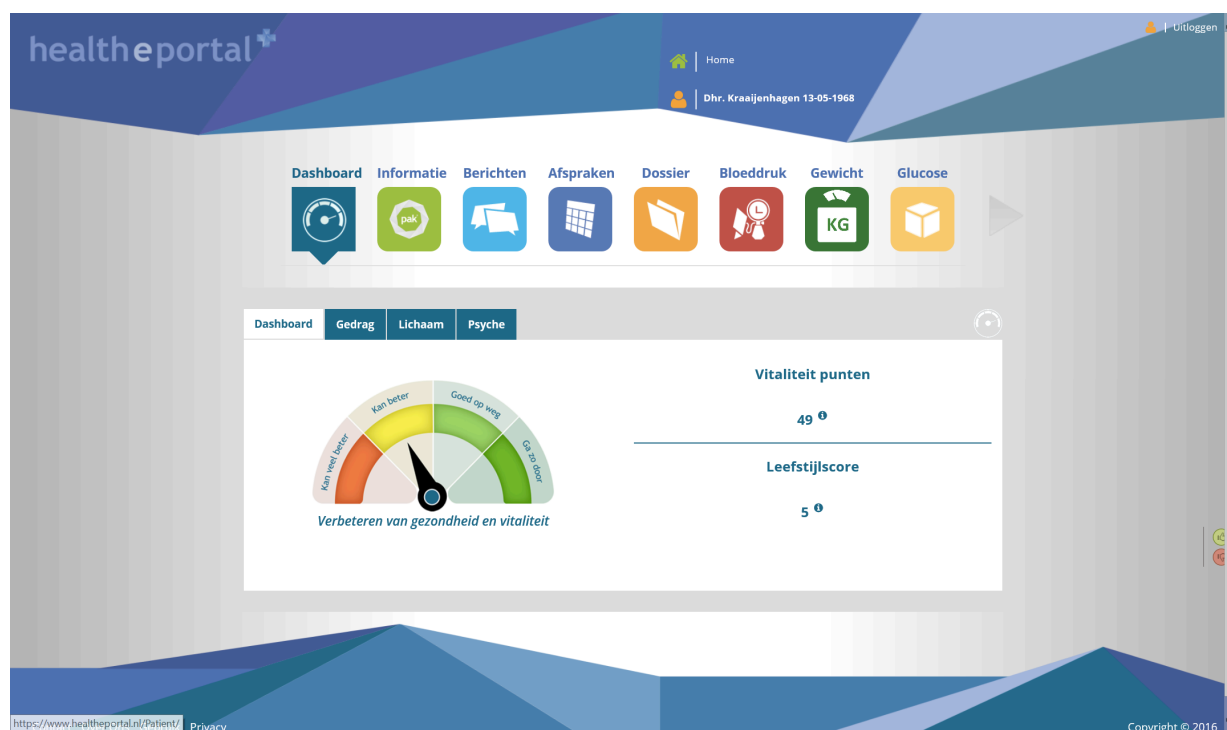 healtheportal+
Uitloggen
Home
Dhr. Kraaijenhagen 13-05-1968
Dashboard Informatie Berichten Afspraken Dossier Bloeddruk Gewicht Glucose
pak
KG
Dashboard Gedrag Lichaam Psyche
Kan veel beter
Kan beter
Goed op weg
Ga zo door
Verbeteren van gezondheid en vitaliteit
Vitaliteit punten
49
Leefstijlscore
5
https://www.healtheportal.nl/Patient/
Privacy
Copyright © 2016